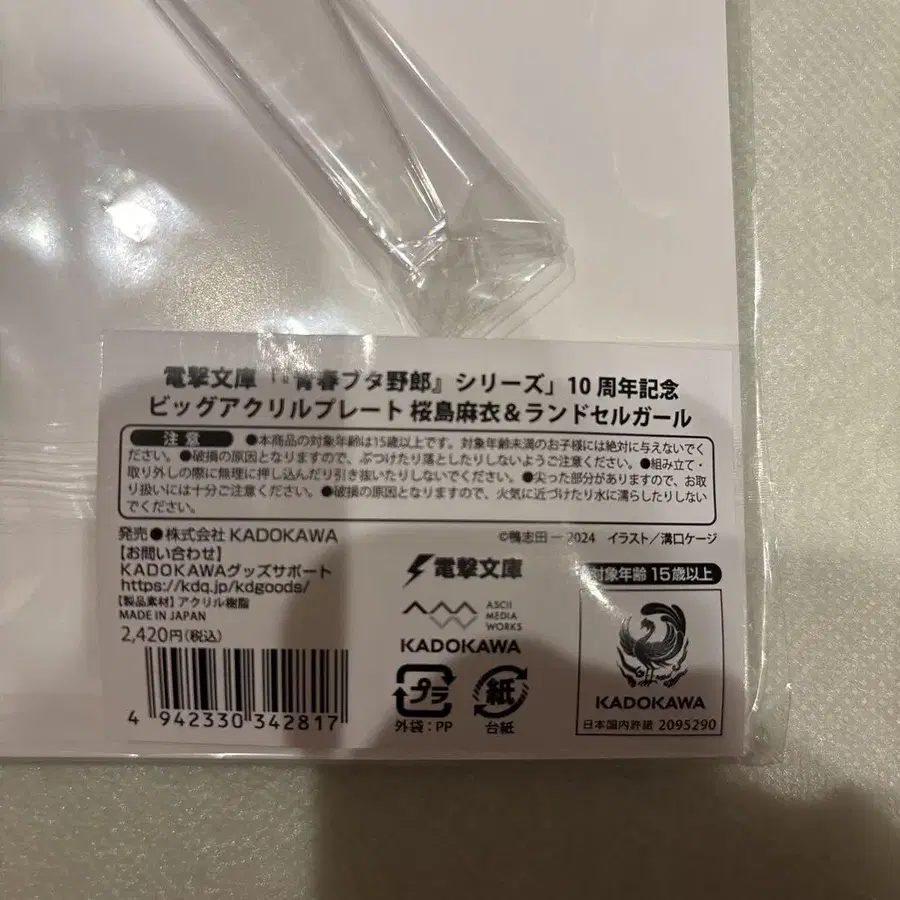 電撃文庫「『青春ブタ野郎』シリーズ」10周年記念
ビッグアクリルプレート 桜島麻衣&ランドセルガール
注意 ●本商品の対象年齢は15歳以上です。対象年齢未満のお子様には絶対に与えないでください。
●破損の原因となりますので、ぶつけたり落としたりしないようご注意ください。●組み立て・
取り外しの際に無理に押し込んだり引き抜いたりしないでください。●尖った部分がありますので、お取
り扱いには十分ご注意ください。●破損の原因となりますので、火気に近づけたり水に濡らしたりしない
でください。
発売●株式会社KADOKAWA
【お問い合わせ】
KADOKAWAグッズサポート
https://kdq.jp/kdgoods/
【製品素材】アクリル樹脂
MADE IN JAPAN
2,420円(税込)
4 942330 342817
©鴨志田一 2024 イラスト/溝口ケージ
電撃文庫
ASCII
MEDIA
WORKS
KADOKAWA
プラ
外袋:PP
紙
台紙
対象年齢15歳以上
KADOKAWA
日本国内許諾 2095290